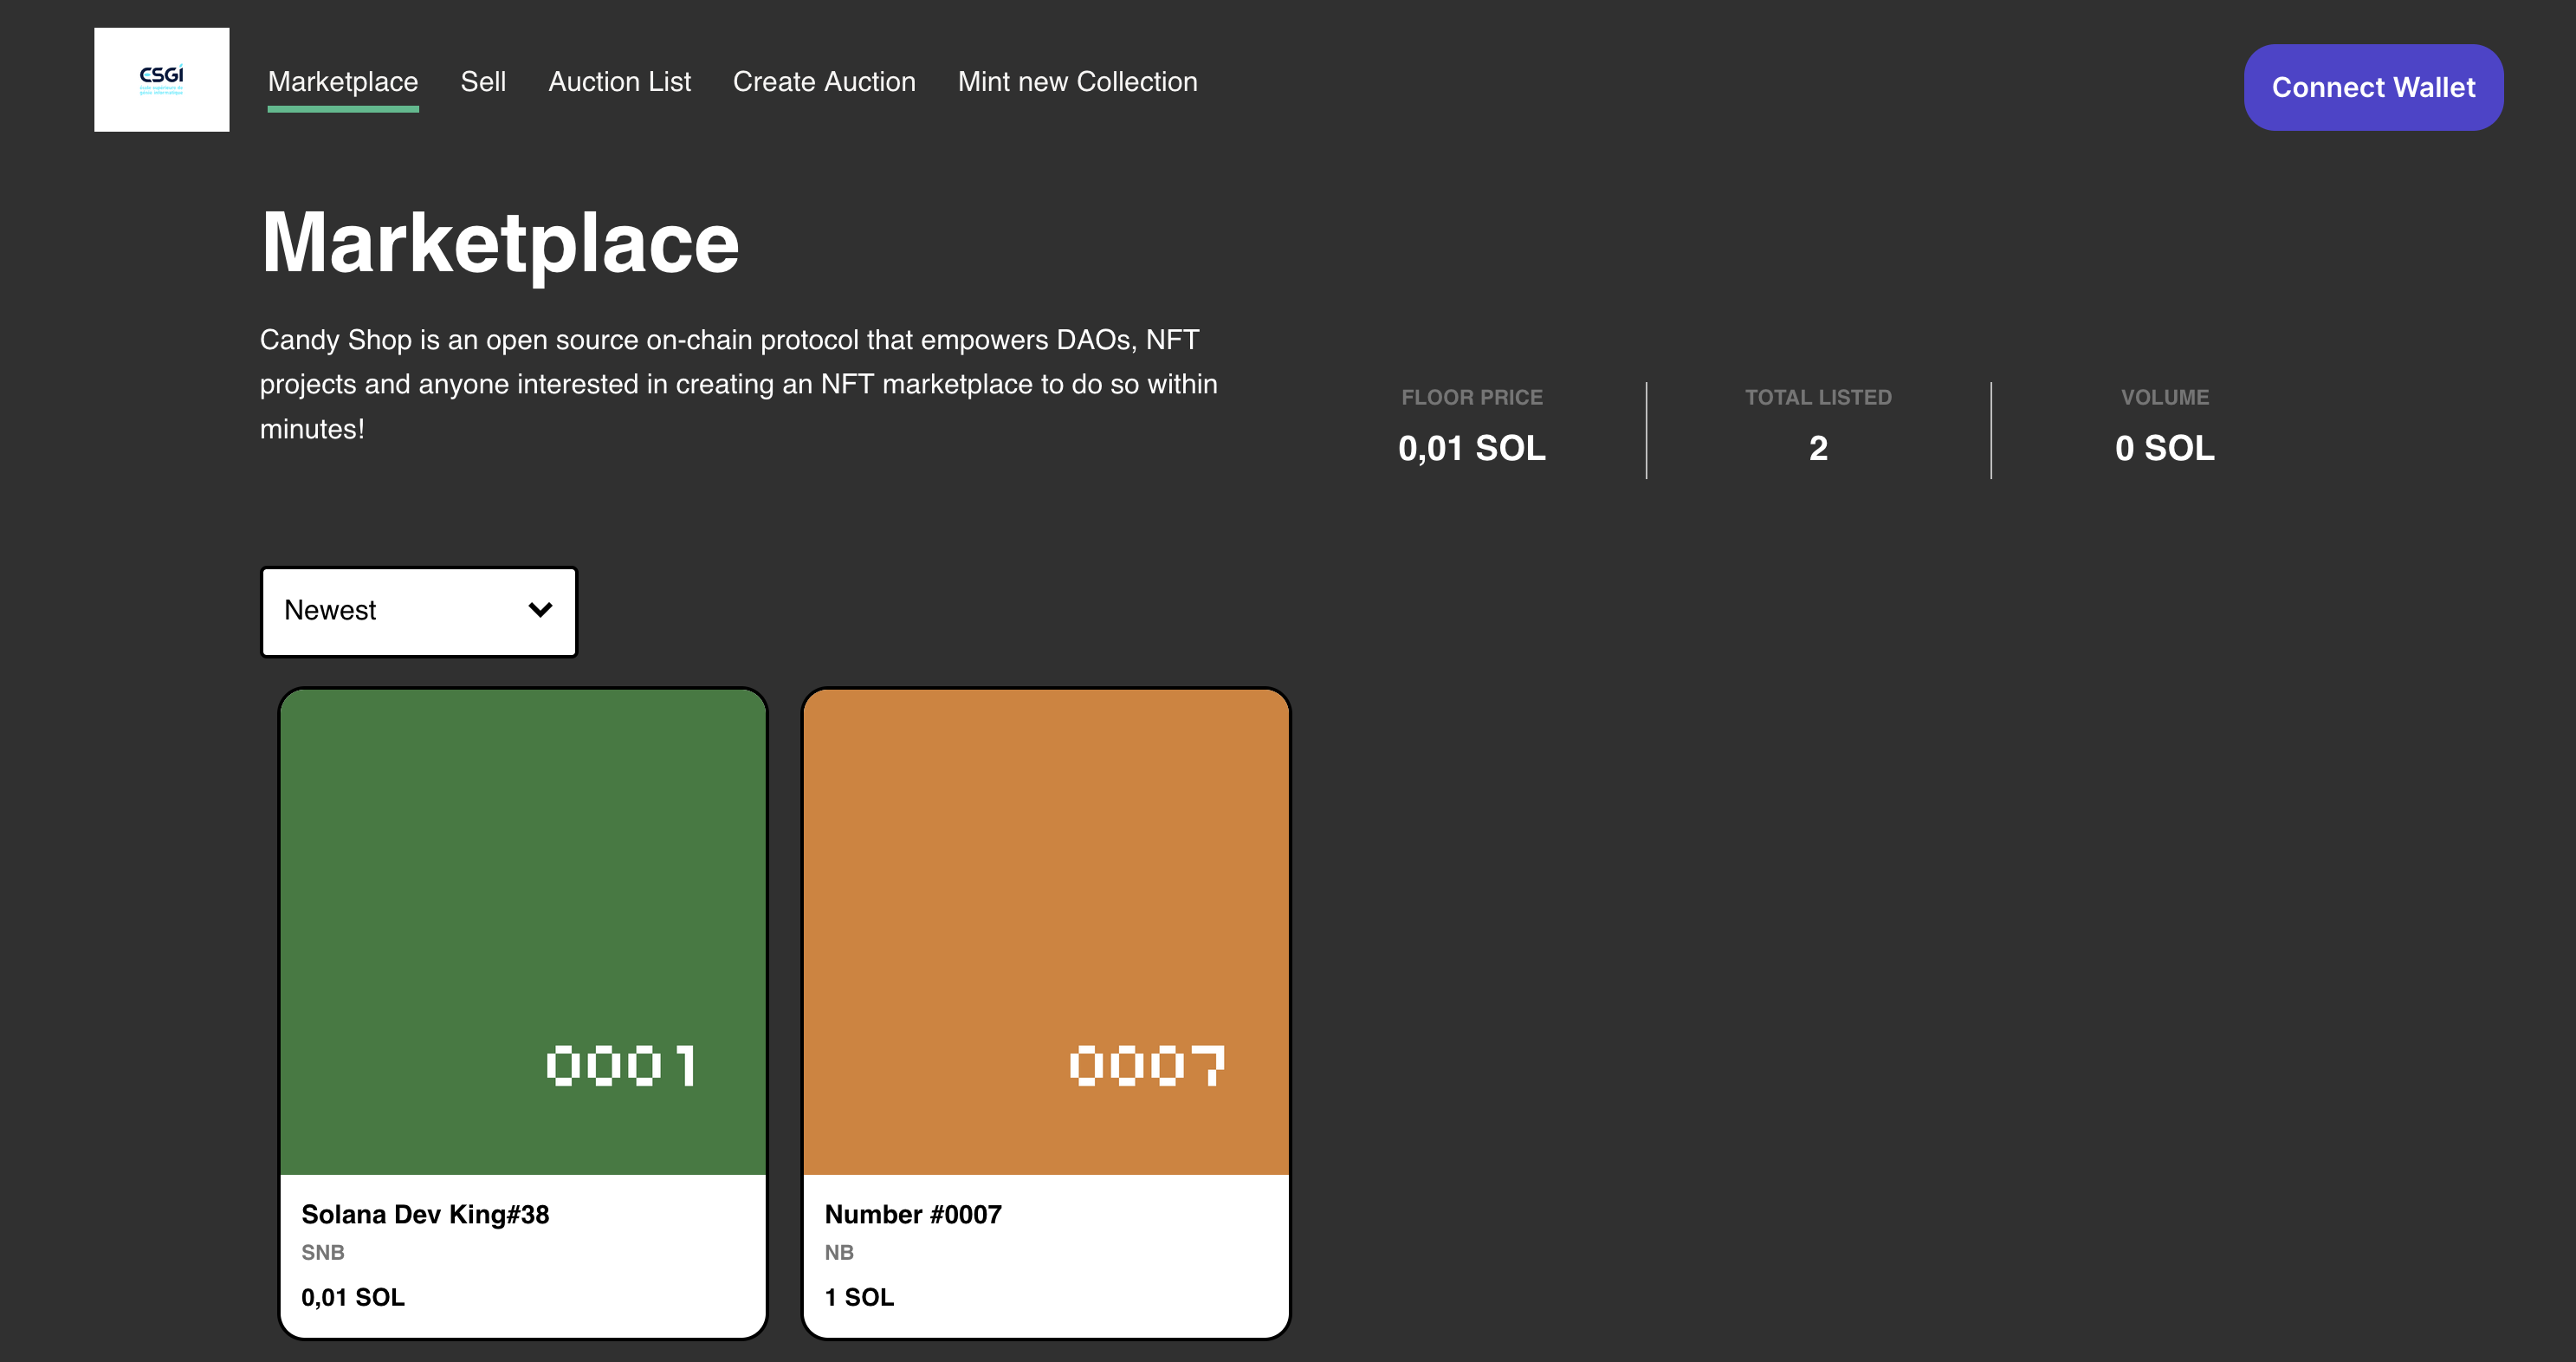 ESGI
Marketplace
Sell
Auction List
Create Auction
Mint new Collection
Connect Wallet
Marketplace
Candy Shop is an open source on-chain protocol that empowers DAOs, NFT
projects and anyone interested in creating an NFT marketplace to do so within
minutes!
FLOOR PRICE
0,01 SOL
TOTAL LISTED
2
VOLUME
0 SOL
Newest
0001
Solana Dev King#38
SNB
0,01 SOL
0007
Number #0007
NB
1 SOL